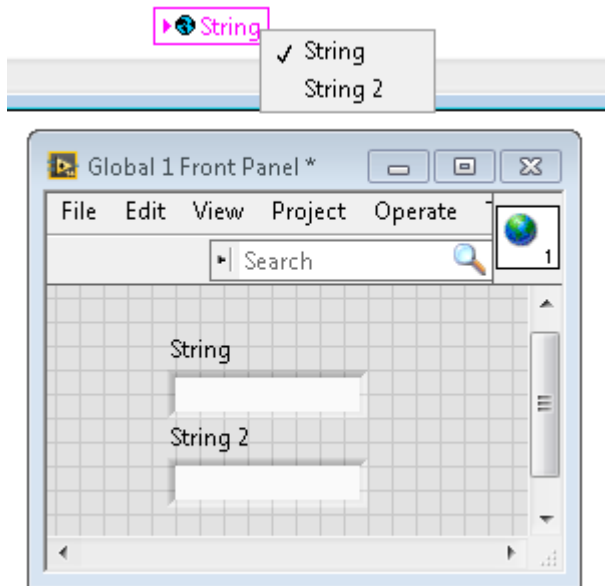 String
✓ String
String 2
Global 1 Front Panel *
File Edit View Project Operate
Search
1
String
String 2